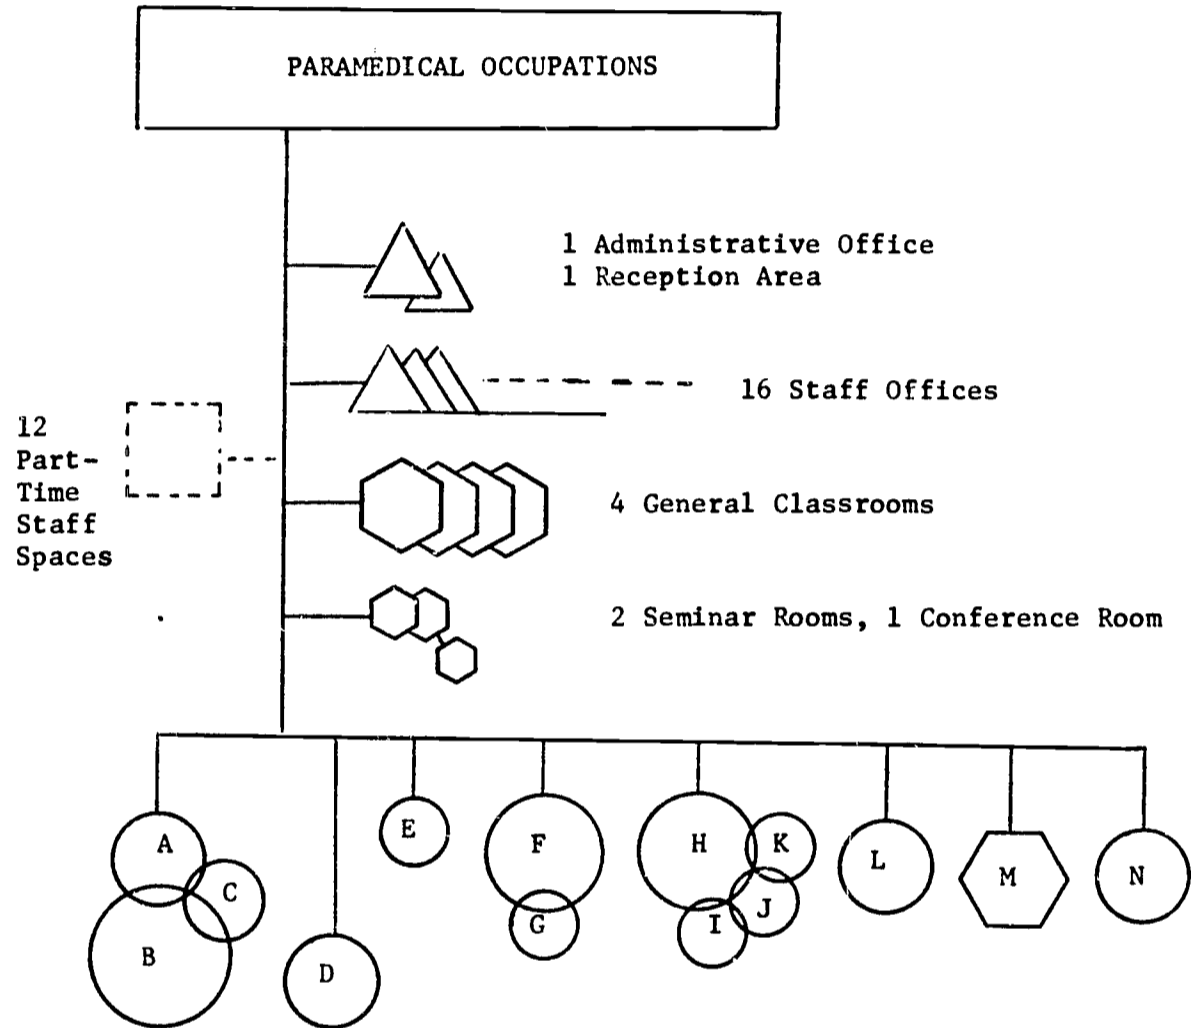 PARAMEDICAL OCCUPATIONS
1 Administrative Office
1 Reception Area
16 Staff Offices
12
Part-
Time
Staff
Spaces
4 General Classrooms
2 Seminar Rooms, 1 Conference Room
A
B
C
D
E
F
G
H
I
J
K
L
M
N